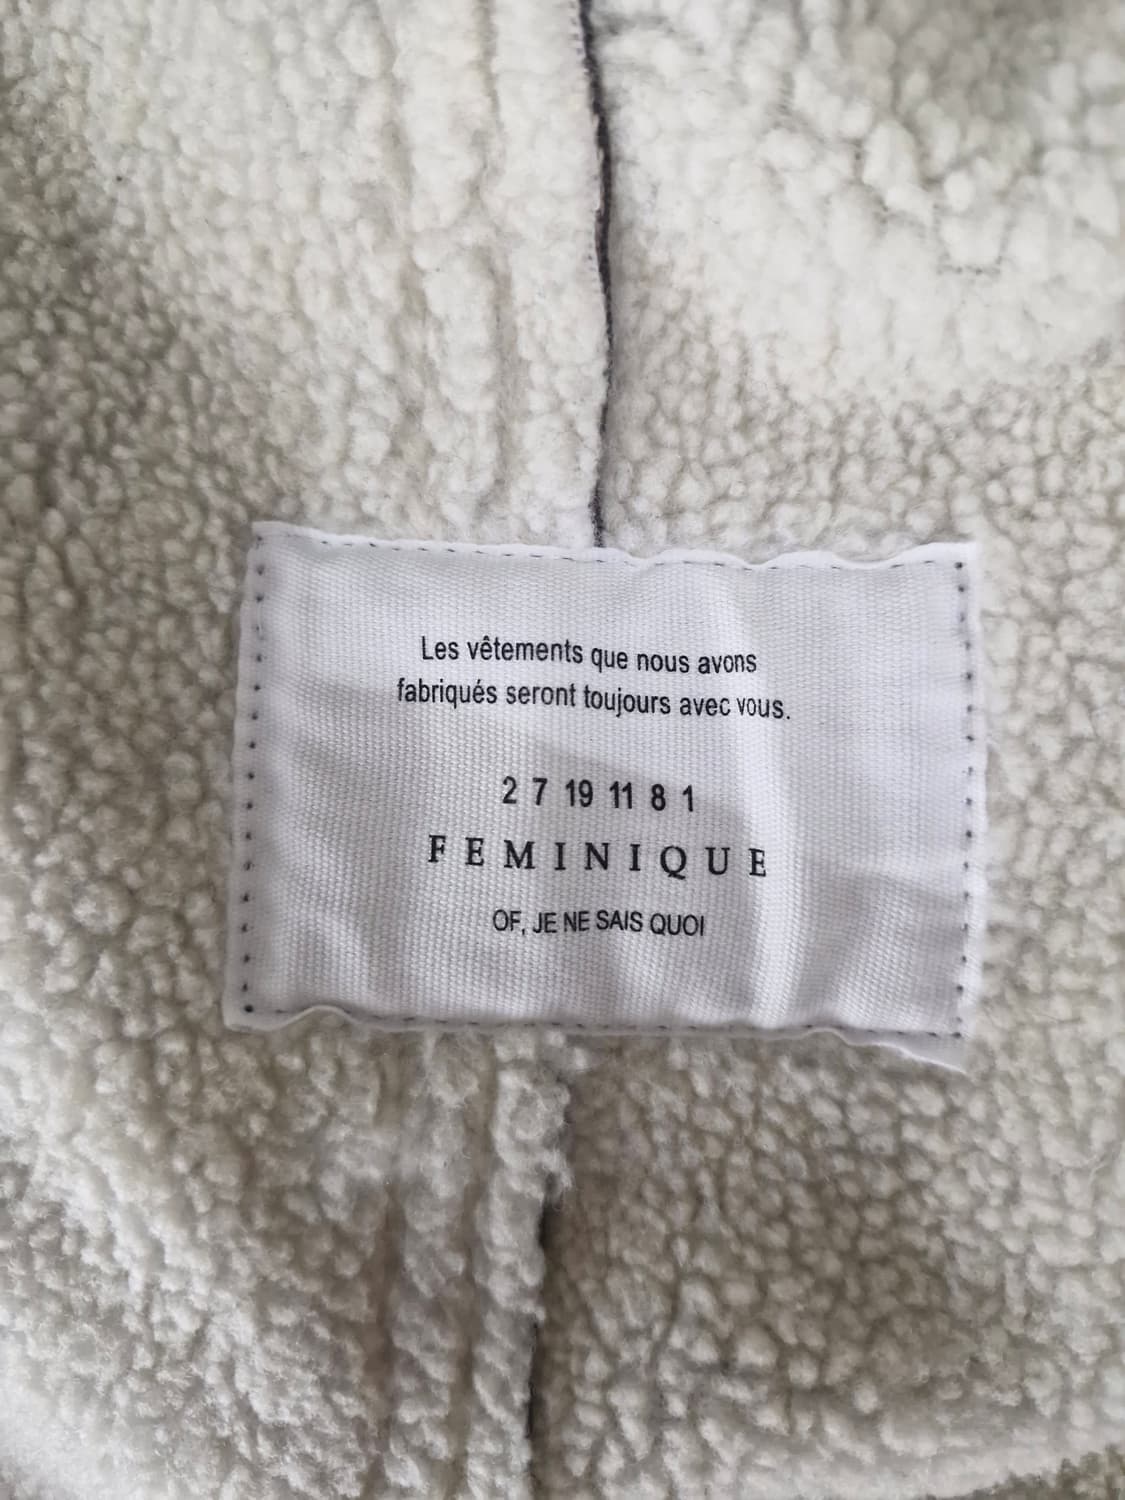 Les vêtements que nous avons
fabriqués seront toujours avec vous.
2 7 19 11 8 1
FEMINIQUE
OF, JE NE SAIS QUOI